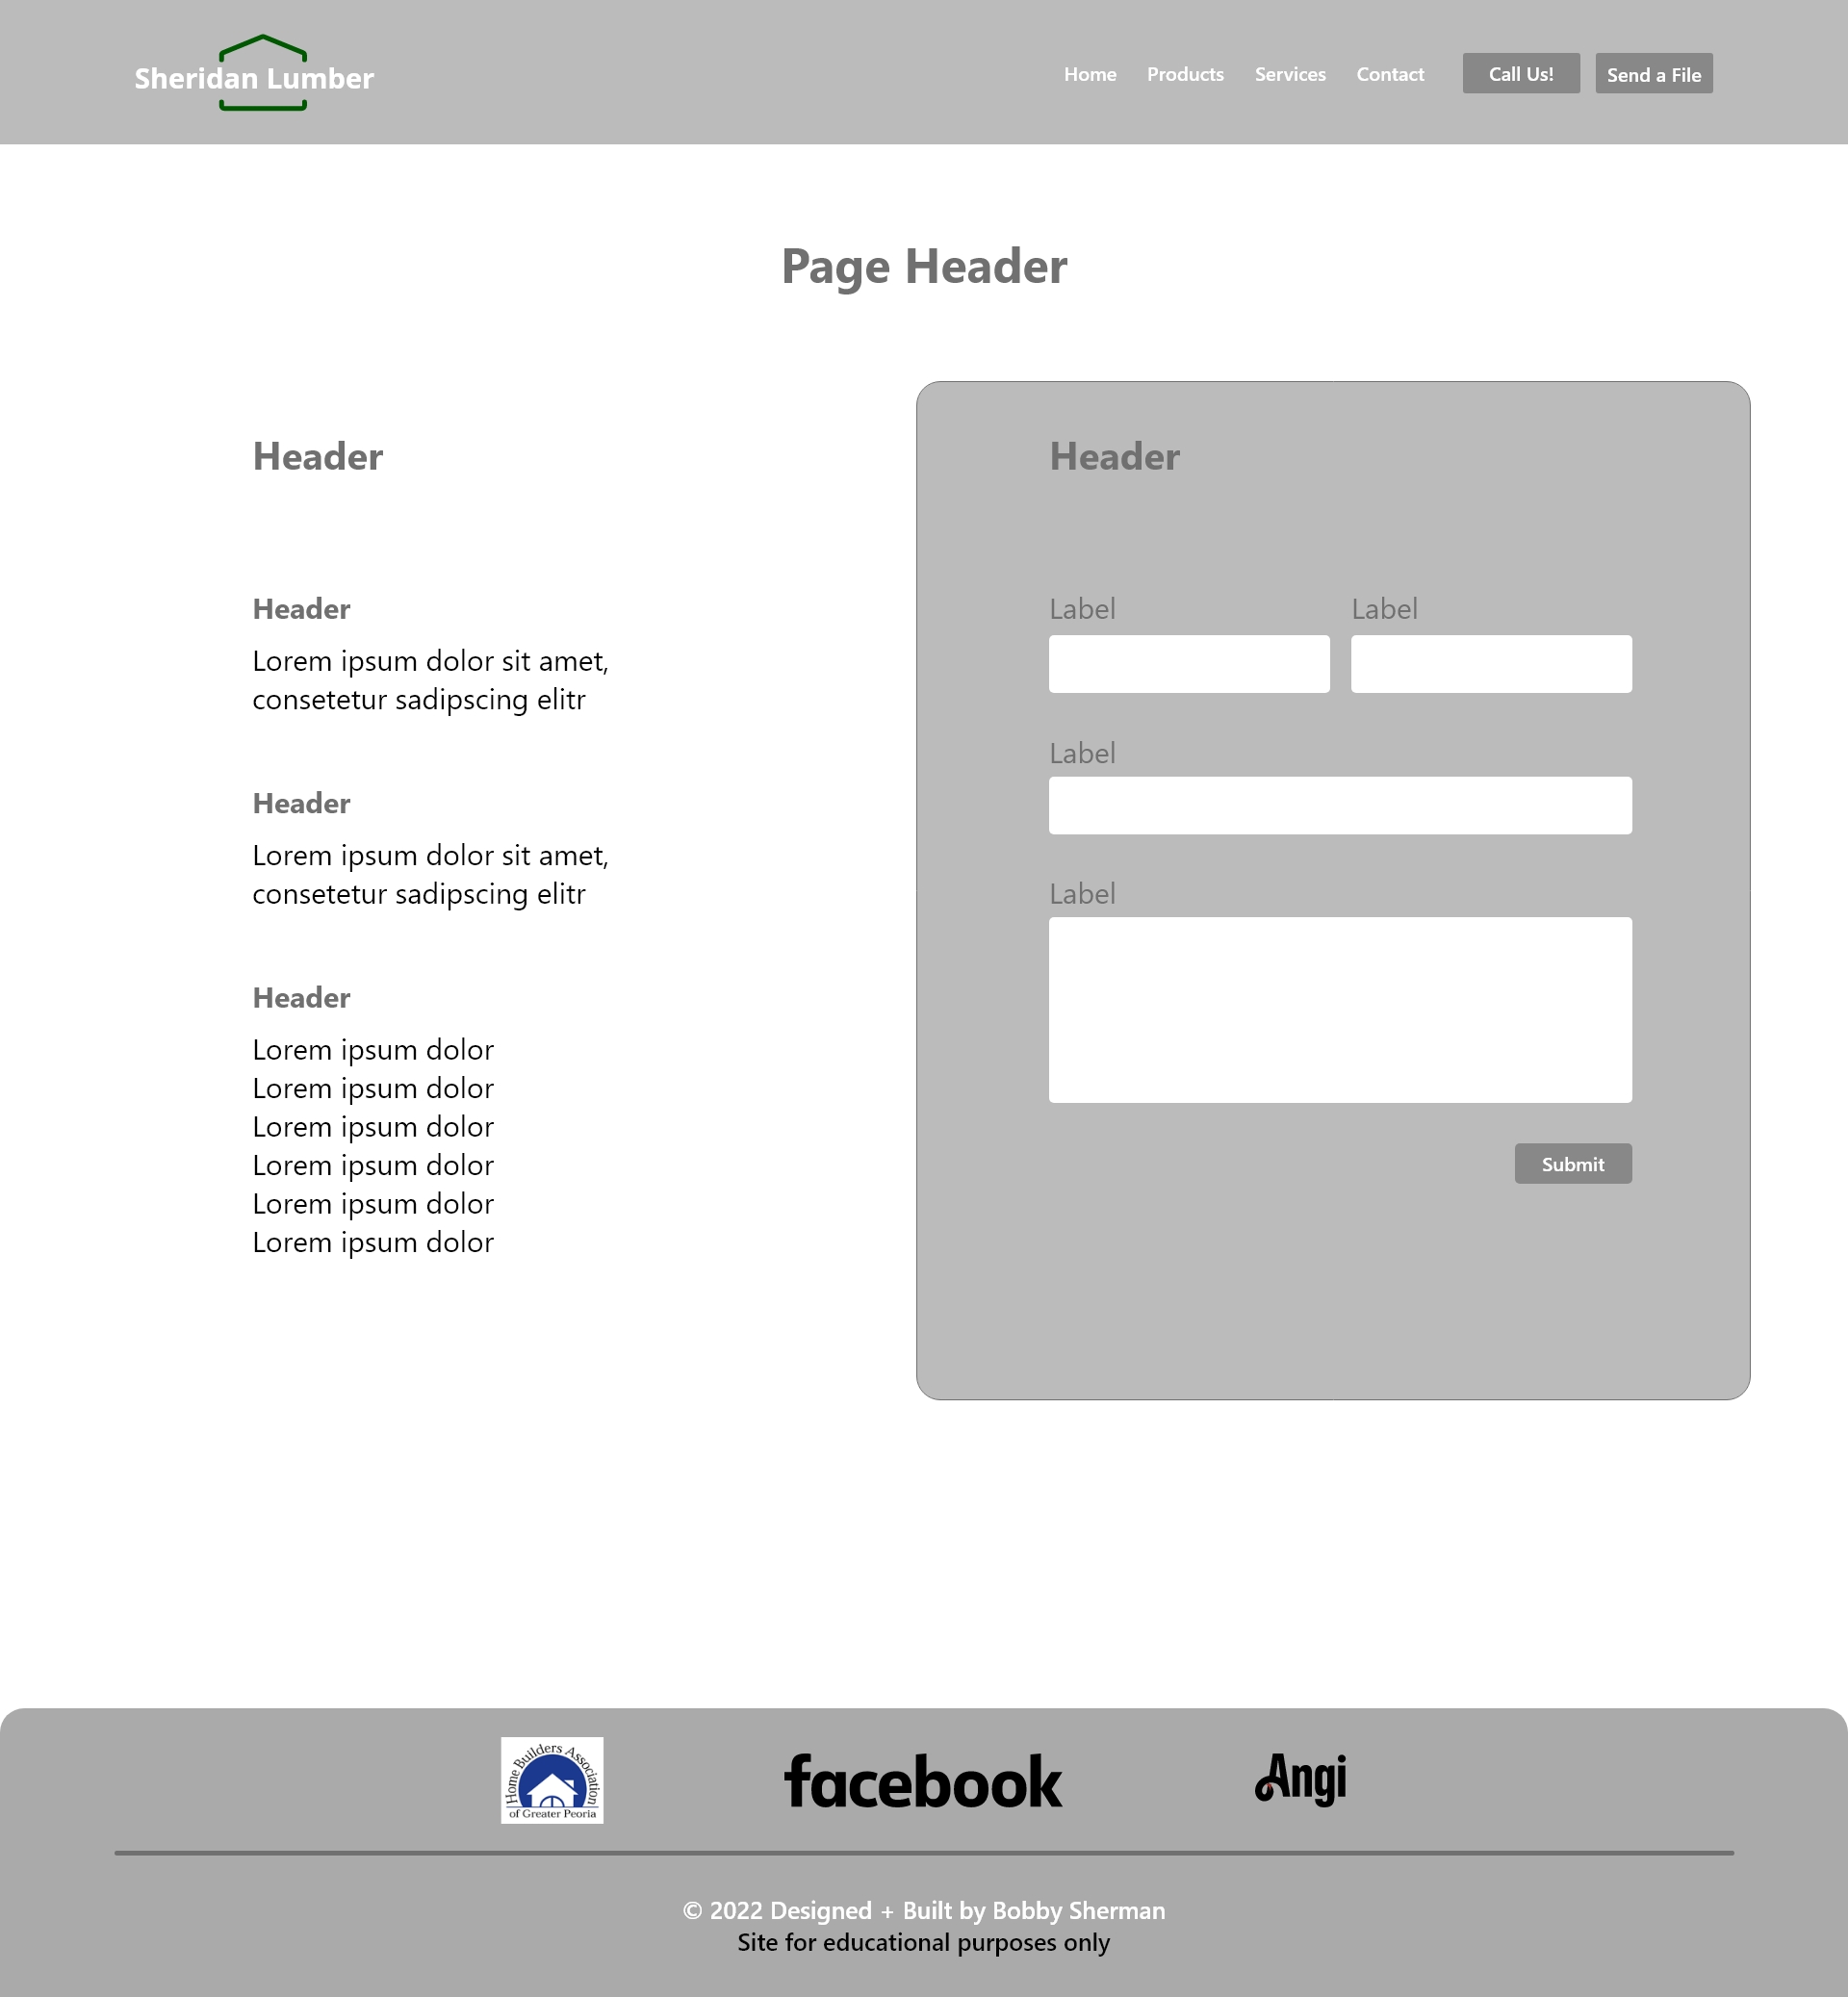 Sheridan Lumber
Home Products Services Contact Call Us! Send a File
Page Header
Header
Header
Lorem ipsum dolor sit amet,
consetetur sadipscing elitr
Header
Lorem ipsum dolor sit amet,
consetetur sadipscing elitr
Header
Lorem ipsum dolor
Lorem ipsum dolor
Lorem ipsum dolor
Lorem ipsum dolor
Lorem ipsum dolor
Lorem ipsum dolor
Header
Label Label
Label
Label
Submit
Home Builders Association
of Greater Peoria
facebook
Angi
© 2022 Designed + Built by Bobby Sherman
Site for educational purposes only